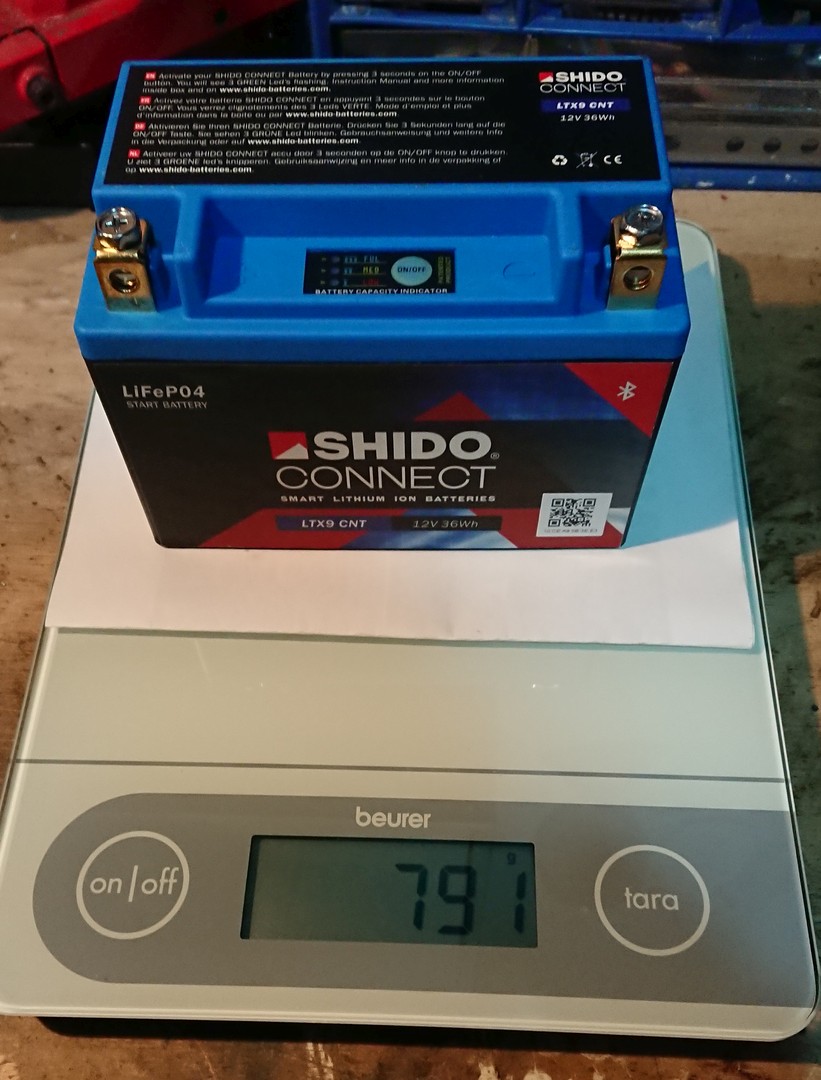 EN Activate your SHIDO CONNECT Battery by pressing 3 seconds on the ON/OFF
button. You will see 3 GREEN Led's flashing. Instruction Manual and more information
inside box and on www.shido-batteries.com.
FR Activez votre batterie SHIDO CONNECT en appuyent 3 secondes sur le bouton
ON/OFF. Vous verrez clignotements des 3 Leds VERTE. Mode d'emploi et plus
d'information dans la boite ou par www.shido-batteries.com.
DE Aktivieren Sie Ihren SHIDO CONNECT Batterie. Drücken Sie 3 Sekunden lang auf die
ON/OFF Taste. Sie sehen 3 GRÜNE Led blinken. Gebrauchsanweisung und weitere Info
in die Verpackung oder auf www.shido-batteries.com.
NL Activeer uw SHIDO CONNECT accu door 3 seconden op de ON/OFF knop te drukken.
U ziet 3 GROENE led's knipperen. Gebruiksaanwijzing en meer info in de verpakking of
op www.shido-batteries.com.
SHIDO
CONNECT
LTX9 CNT
12V 36Wh
CE
FUL
MED
LOW
ON/OFF
BATTERY CAPACITY INDICATOR
LiFePO4
START BATTERY
SHIDO®
CONNECT
SMART LITHIUM ION BATTERIES
LTX9 CNT 12V 36Wh
beurer
on|off
791 g
tara